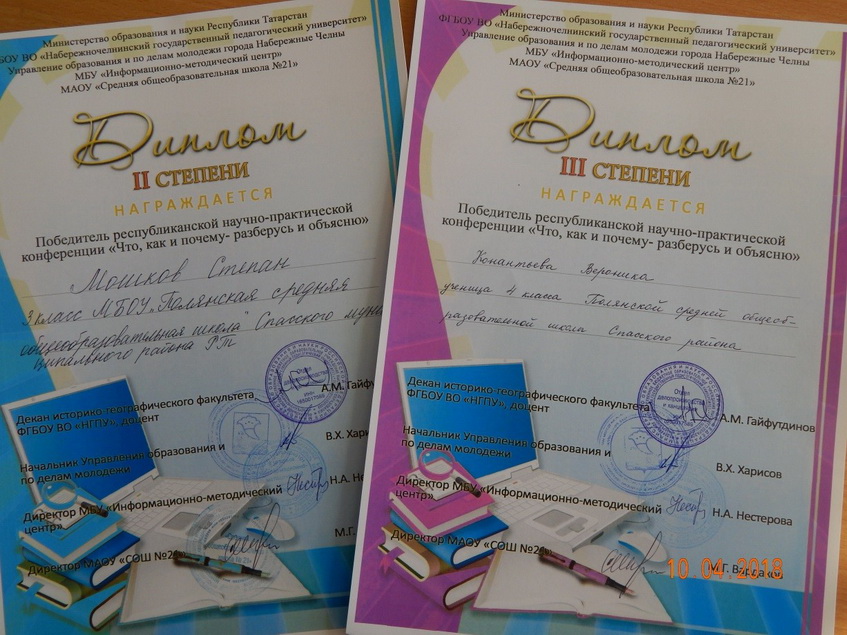 Министерство образования и науки Республики Татарстан
БОУ ВО «Набережночелнинский государственный педагогический университет»
Управление образования и по делам молодежи города Набережные Челны
МБУ «Информационно-методический центр»
МАОУ «Средняя общеобразовательная школа №21»
Диплом
II СТЕПЕНИ
НАГРАЖДАЕТСЯ
Победитель республиканской научно-практической
конференции «Что, как и почему- разберусь и объясню»
Мошков Степан
3 класс МБОУ „Полянская средняя
общеобразовательная школа" Спасского муни
ципального района РТ
Декан историко-географического факультета,
ФГБОУ ВО «НГПУ», доцент
А.М. Гайфут
Начальник Управления образования и
по делам молодежи
В.Х. Харис
Директор МБУ «Информационно-методический
центр»
Н.А. Нес
Директор МАОУ «СОШ №21»
М.Г.
Министерство образования и науки Республики Татарстан
ФГБОУ ВО «Набережночелнинский государственный педагогический университет»
Управление образования и по делам молодежи города Набережные Челны
МБУ «Информационно-методический центр»
МАОУ «Средняя общеобразовательная школа №21»
Диплом
III СТЕПЕНИ
НАГРАЖДАЕТСЯ
Победитель республиканской научно-практической
конференции «Что, как и почему- разберусь и объясню»
Конантьева Вероника
ученица 4 класса Полянской средней общеоб-
разовательной школа Спасского района
Декан историко-географического факультета,
ФГБОУ ВО «НГПУ», доцент
А.М. Гайфутдинов
Начальник Управления образования и
по делам молодежи
В.Х. Харисов
Директор МБУ «Информационно-методический
центр»
Н.А. Нестерова
Директор МАОУ «СОШ №21»
М.Г.
10.04.2018